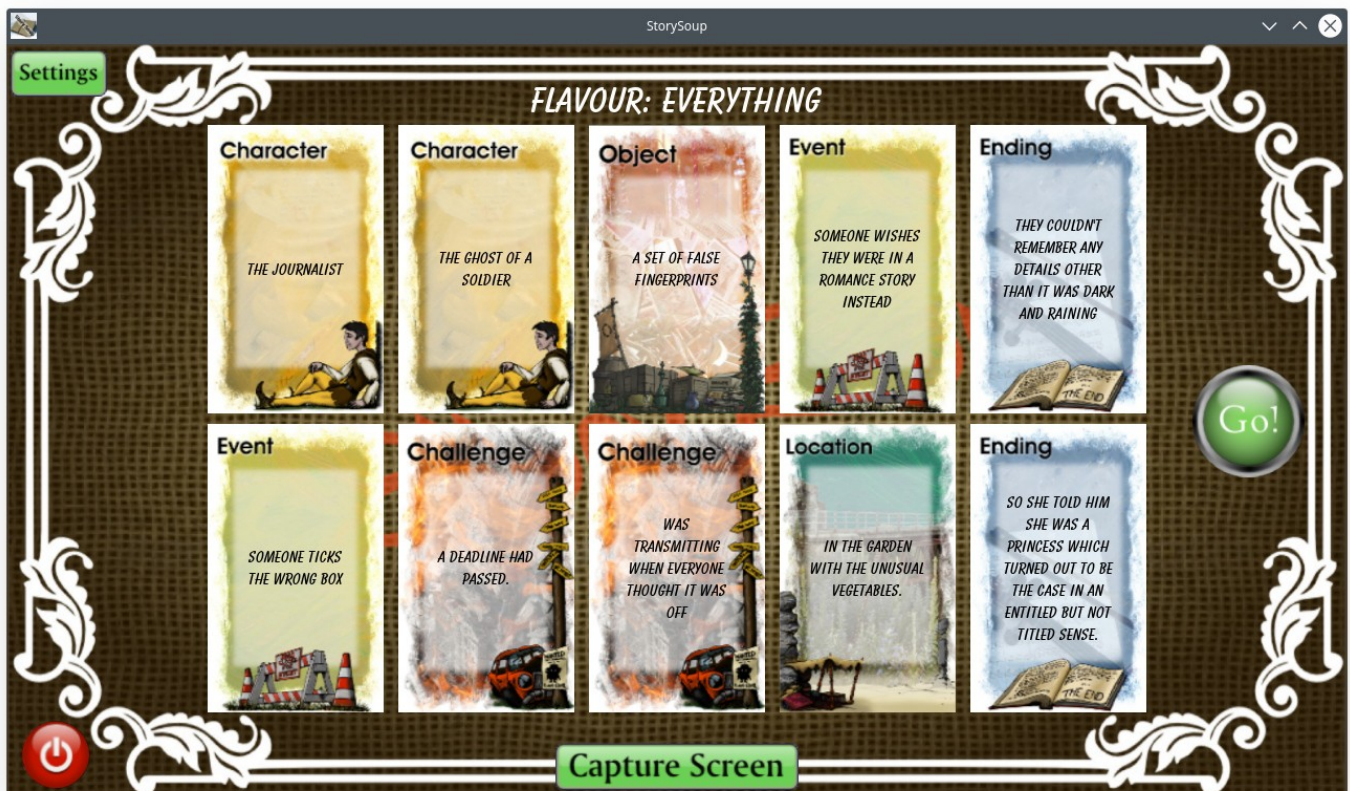 StorySoup
Settings
FLAVOUR: EVERYTHING
Character
THE JOURNALIST
Character
THE GHOST OF A
SOLDIER
Object
A SET OF FALSE
FINGERPRINTS
Event
SOMEONE WISHES
THEY WERE IN A
ROMANCE STORY
INSTEAD
Ending
THEY COULDN'T
REMEMBER ANY
DETAILS OTHER
THAN IT WAS DARK
AND RAINING
THE END
Go!
Event
SOMEONE TICKS
THE WRONG BOX
Challenge
A DEADLINE HAD
PASSED.
Challenge
WAS
TRANSMITTING
WHEN EVERYONE
THOUGHT IT WAS
OFF
Location
IN THE GARDEN
WITH THE UNUSUAL
VEGETABLES.
Ending
SO SHE TOLD HIM
SHE WAS A
PRINCESS WHICH
TURNED OUT TO BE
THE CASE IN AN
ENTITLED BUT NOT
TITLED SENSE.
THE END
Capture Screen